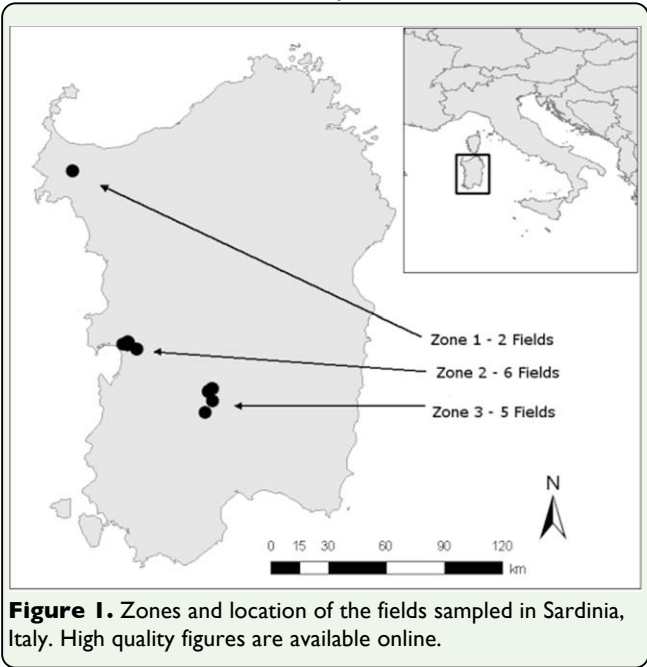 Zone 1 - 2 Fields
Zone 2 - 6 Fields
Zone 3 - 5 Fields
N
0 15 30 60 90 120
km
Figure 1. Zones and location of the fields sampled in Sardinia,
Italy. High quality figures are available online.